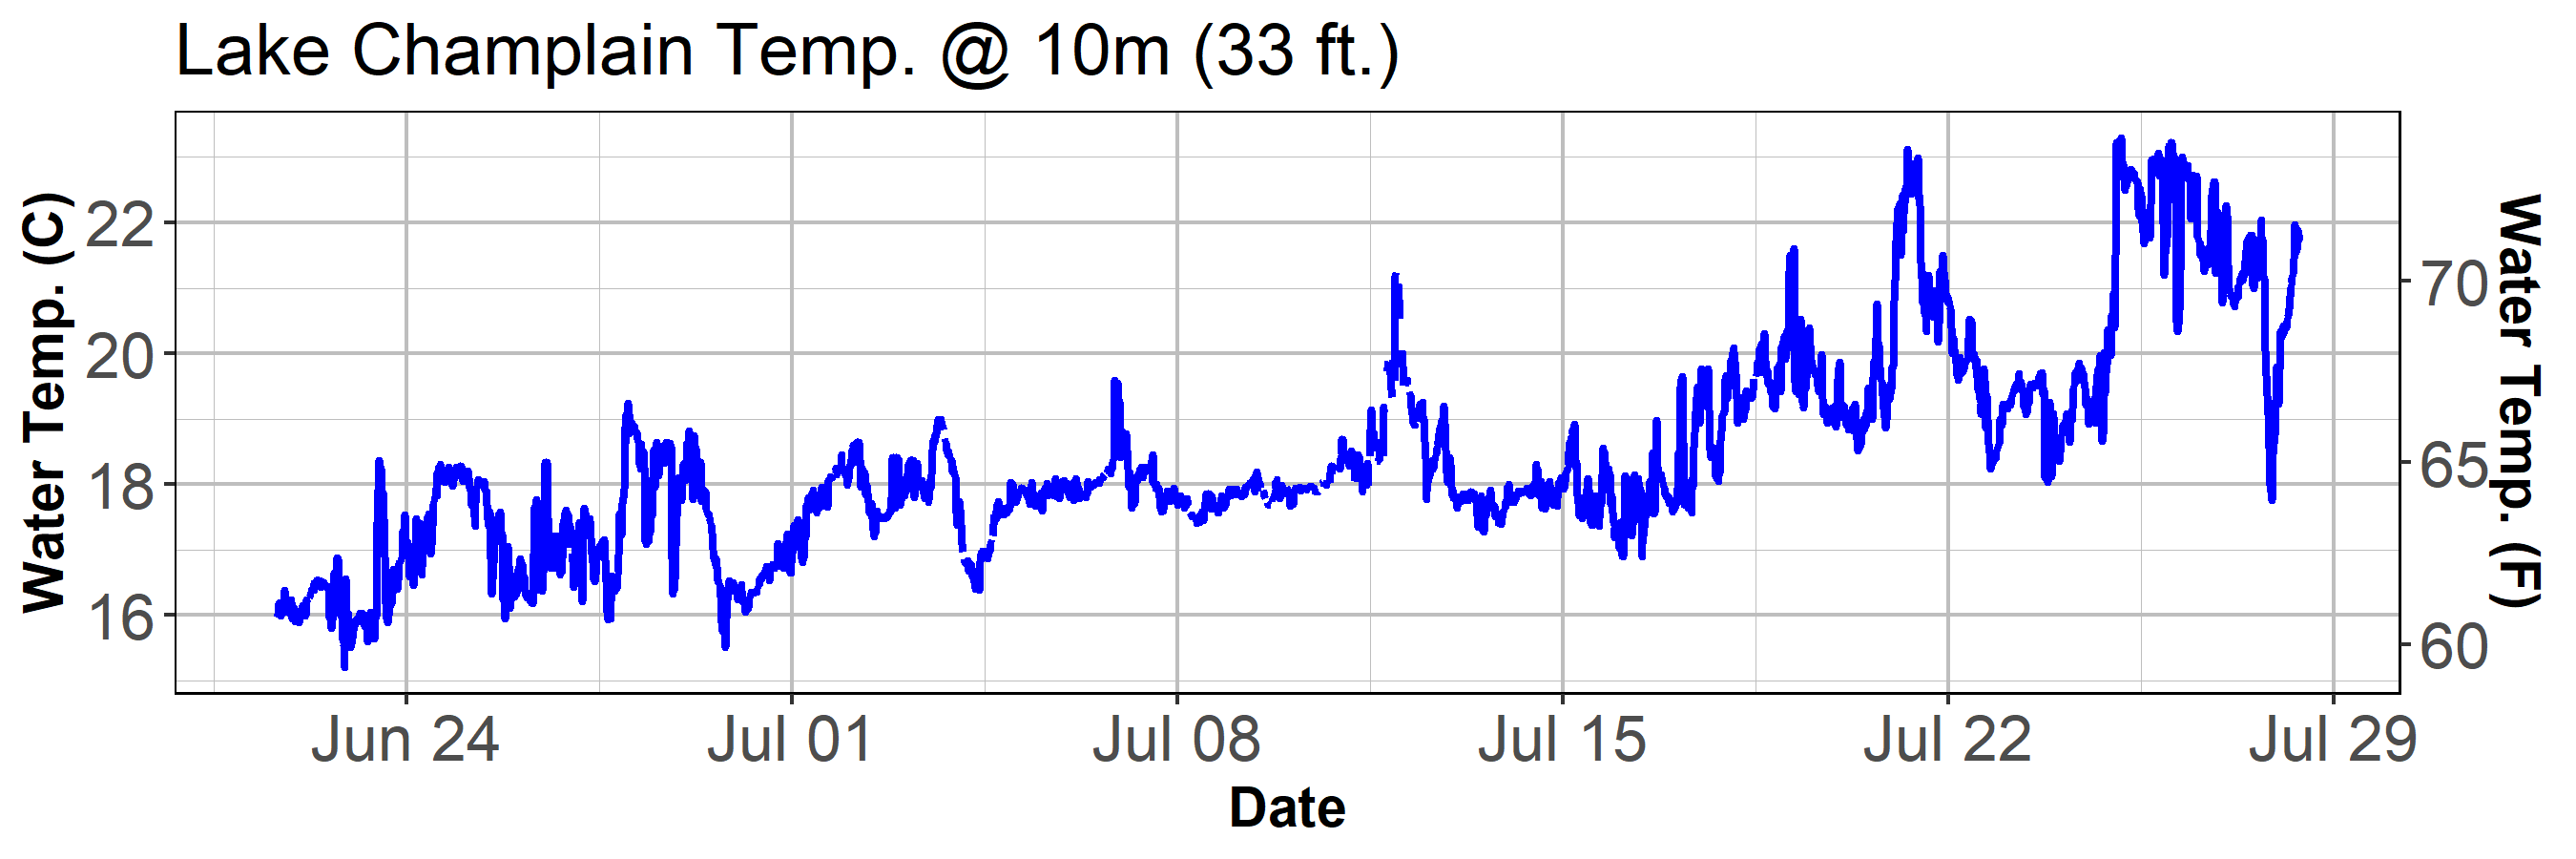 Lake Champlain Temp. @ 10m (33 ft.)
Water Temp. (C)
22
20
18
16
70
65
60
Water Temp. (F)
Jun 24
Jul 01
Jul 08
Jul 15
Jul 22
Jul 29
Date